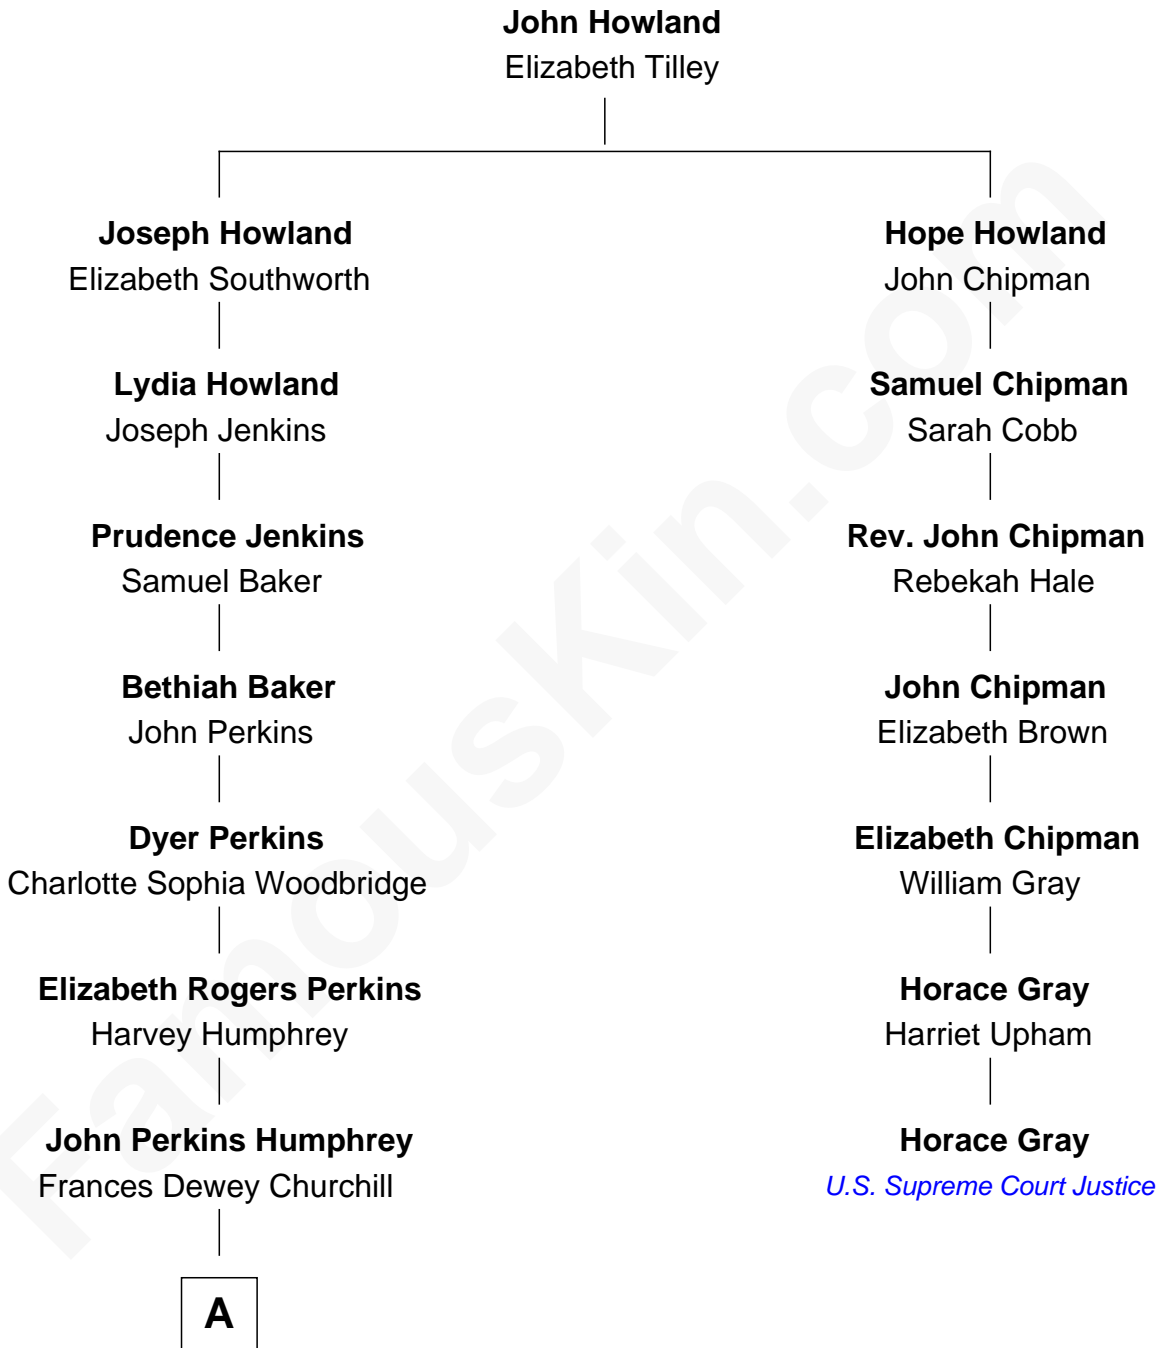 John Howland
Elizabeth Tilley
Joseph Howland
Elizabeth Southworth
Hope Howland
John Chipman
Lydia Howland
Joseph Jenkins
Samuel Chipman
Sarah Cobb
Prudence Jenkins
Samuel Baker
Rev. John Chipman
Rebekah Hale
Bethiah Baker
John Perkins
John Chipman
Elizabeth Brown
Dyer Perkins
Charlotte Sophia Woodbridge
Elizabeth Chipman
William Gray
Elizabeth Rogers Perkins
Harvey Humphrey
Horace Gray
Harriet Upham
John Perkins Humphrey
Frances Dewey Churchill
Horace Gray
U.S. Supreme Court Justice
A
FamousKin.com